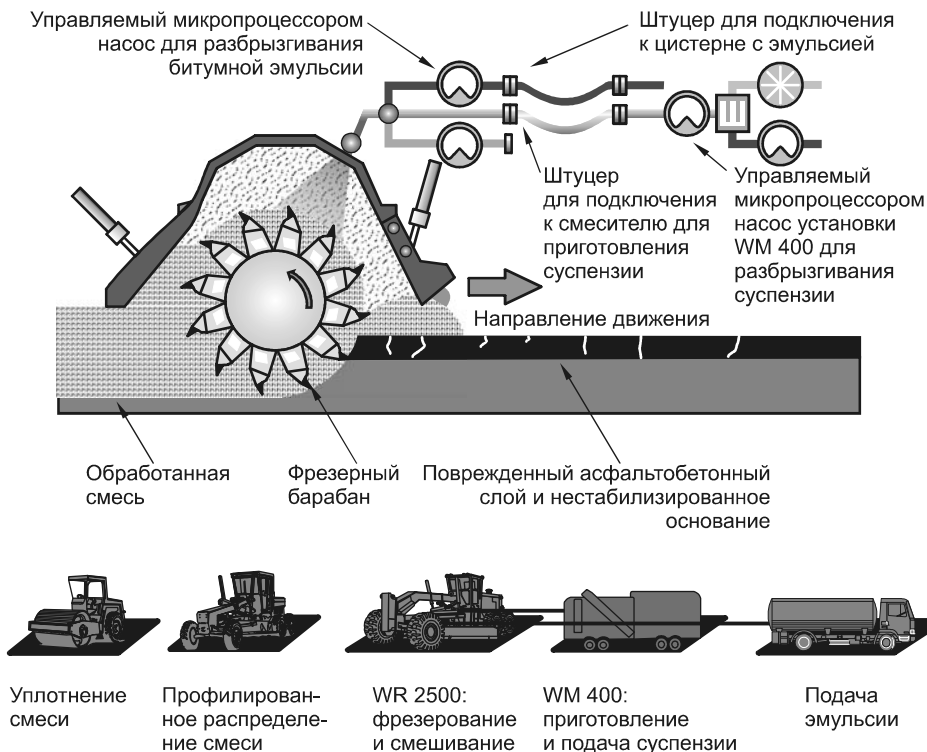 Управляемый микропроцессором
насос для разбрызгивания
битумной эмульсии
Штуцер для подключения
к цистерне с эмульсией
Штуцер
для подключения
к смесителю для
приготовления
суспензии
Управляемый
микропроцессором
насос установки
WM 400 для
разбрызгивания
суспензии
Направление движения
Обработанная
смесь
Фрезерный
барабан
Поврежденный асфальтобетонный
слой и нестабилизированное
основание
Уплотнение
смеси
Профилирован-
ное распределе-
ние смеси
WR 2500:
фрезерование
и смешивание
WM 400:
приготовление
и подача суспензии
Подача
эмульсии